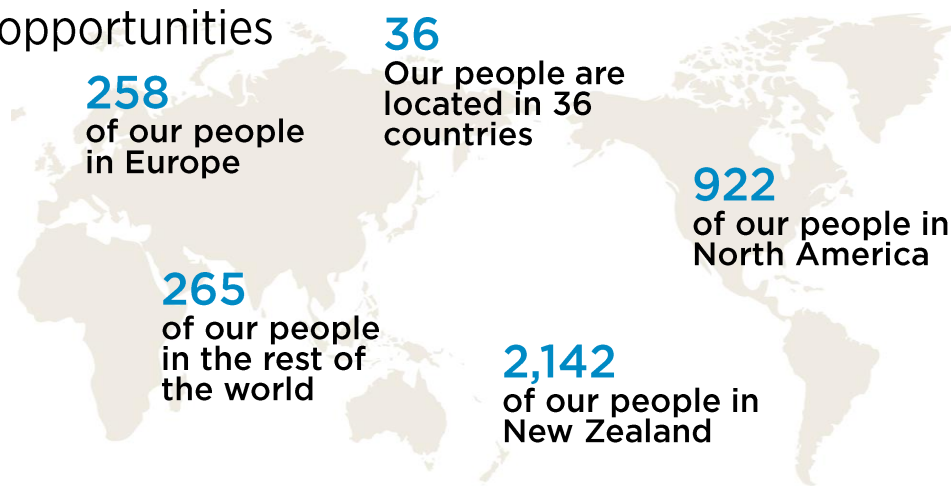 opportunities
36
Our people are
located in 36
countries
258
of our people
in Europe
922
of our people in
North America
265
of our people
in the rest of
the world
2,142
of our people in
New Zealand